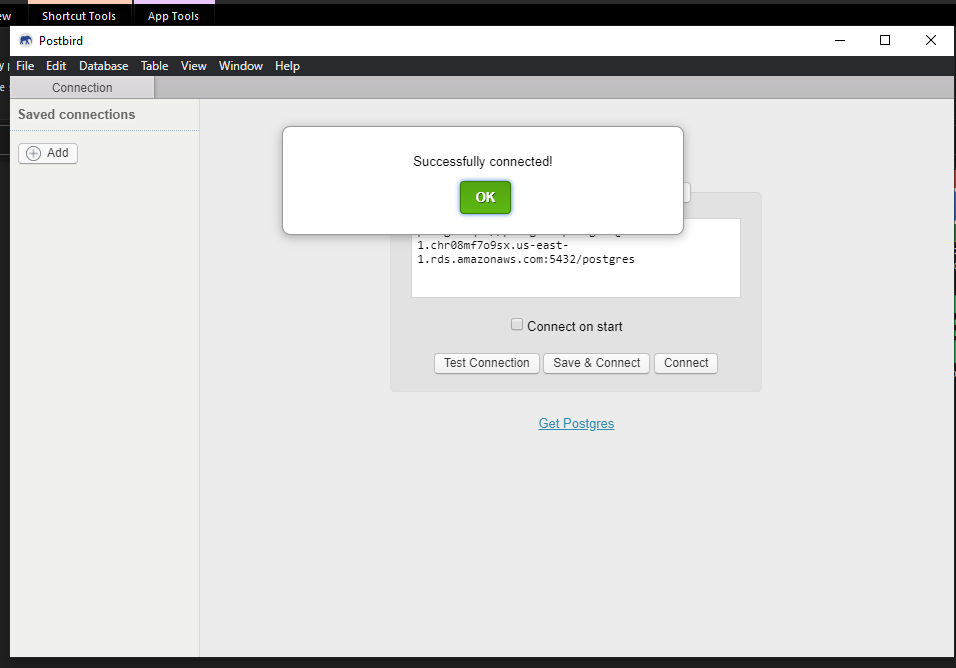 Shortcut Tools
App Tools
Postbird
File Edit Database Table View Window Help
Connection
Saved connections
Add
Successfully connected!
OK
1.chr08mf7o9sx.us-east-
1.rds.amazonaws.com:5432/postgres
Connect on start
Test Connection Save & Connect Connect
Get Postgres